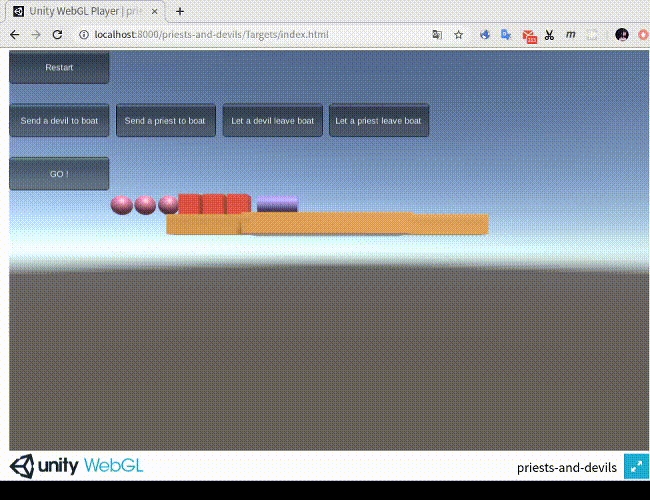 Unity WebGL Player | prie
localhost:8000/priests-and-devils/Targets/index.html
Restart
Send a devil to boat Send a priest to boat Let a devil leave boat Let a priest leave boat
GO !
unity WebGL priests-and-devils